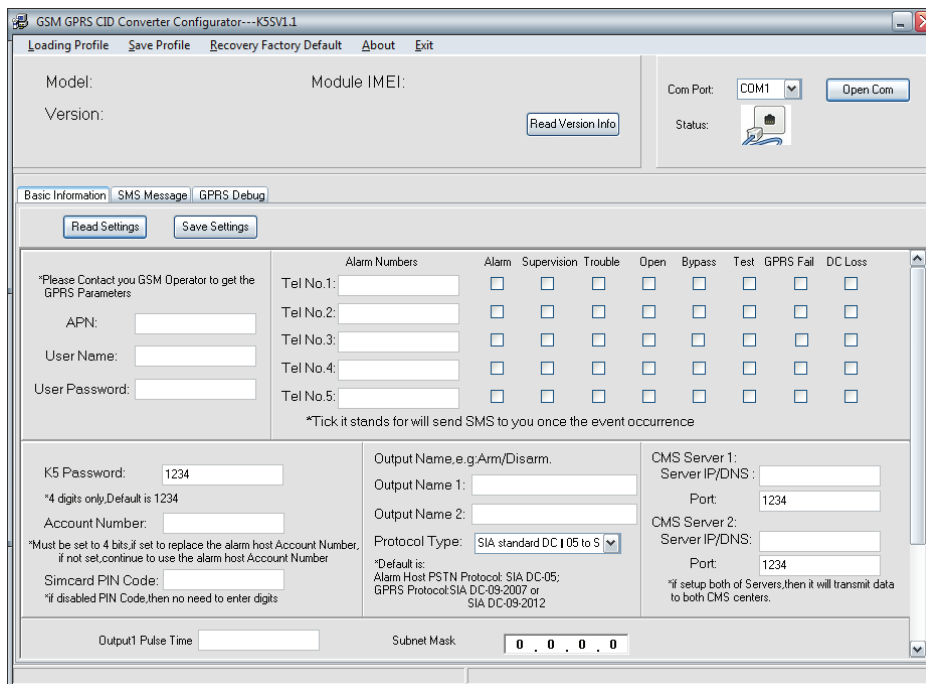 GSM GPRS CID Converter Configurator---K5SV1.1
Loading Profile Save Profile Recovery Factory Default About Exit
Model: Module IMEI:
Version:
Read Version Info
Com Port: COM1 Open Com
Status:
Basic Information SMS Message GPRS Debug
Read Settings Save Settings
*Please Contact you GSM Operator to get the
GPRS Parameters
APN:
User Name:
User Password:
Alarm Numbers Alarm Supervision Trouble Open Bypass Test GPRS Fail DC Loss
Tel No.1:
Tel No.2:
Tel No.3:
Tel No.4:
Tel No.5:
*Tick it stands for will send SMS to you once the event occurrence
K5 Password: 1234
*4 digits only,Default is 1234
Account Number:
*Must be set to 4 bits,if set to replace the alarm host Account Number,
if not set,continue to use the alarm host Account Number
Simcard PIN Code:
*if disabled PIN Code,then no need to enter digits
Output Name,e.g:Arm/Disarm.
Output Name 1:
Output Name 2:
Protocol Type: SIA standard DC | 05 to S
*Default is:
Alarm Host PSTN Protocol: SIA DC-05;
GPRS Protocol:SIA DC-09-2007 or
SIA DC-09-2012
CMS Server 1:
Server IP/DNS :
Port: 1234
CMS Server 2:
Server IP/DNS:
Port: 1234
*if setup both of Servers,then it will transmit data
to both CMS centers.
Output1 Pulse Time
Subnet Mask 0 . 0 . 0 . 0